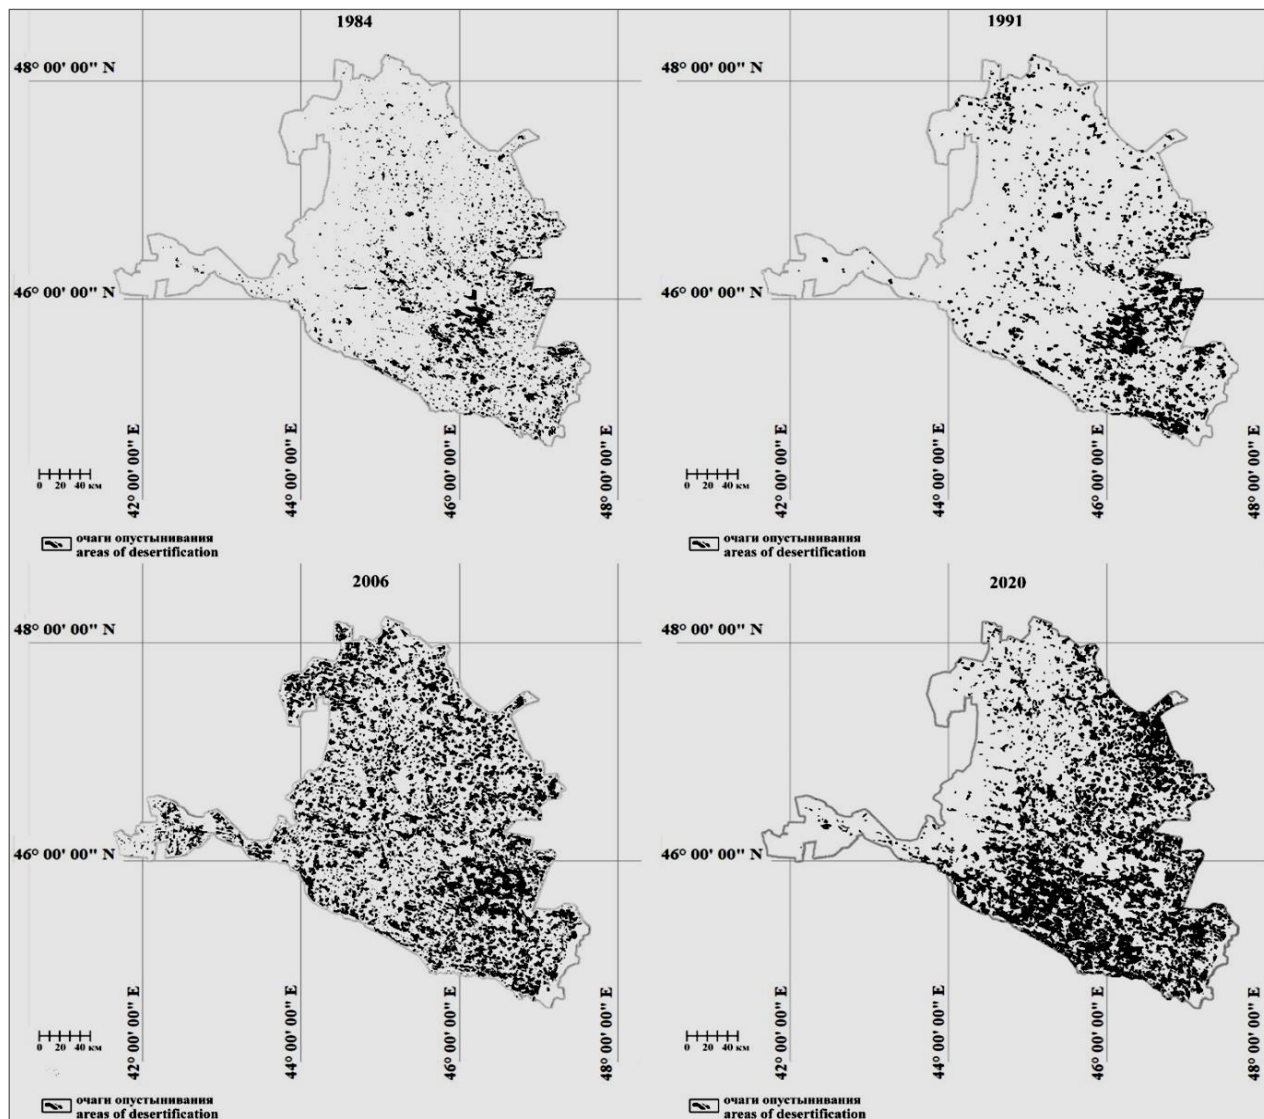 1984
48° 00' 00" N
46° 00' 00" N
42° 00' 00" E
44° 00' 00" E
46° 00' 00" E
48° 00' 00" E
0 20 40 км
очаги опустынивания
areas of desertification
1991
48° 00' 00" N
46° 00' 00" N
42° 00' 00" E
44° 00' 00" E
46° 00' 00" E
48° 00' 00" E
0 20 40 км
очаги опустынивания
areas of desertification
2006
48° 00' 00" N
46° 00' 00" N
42° 00' 00" E
44° 00' 00" E
46° 00' 00" E
48° 00' 00" E
0 20 40 км
очаги опустынивания
areas of desertification
2020
48° 00' 00" N
46° 00' 00" N
42° 00' 00" E
44° 00' 00" E
46° 00' 00" E
48° 00' 00" E
0 20 40 км
очаги опустынивания
areas of desertification